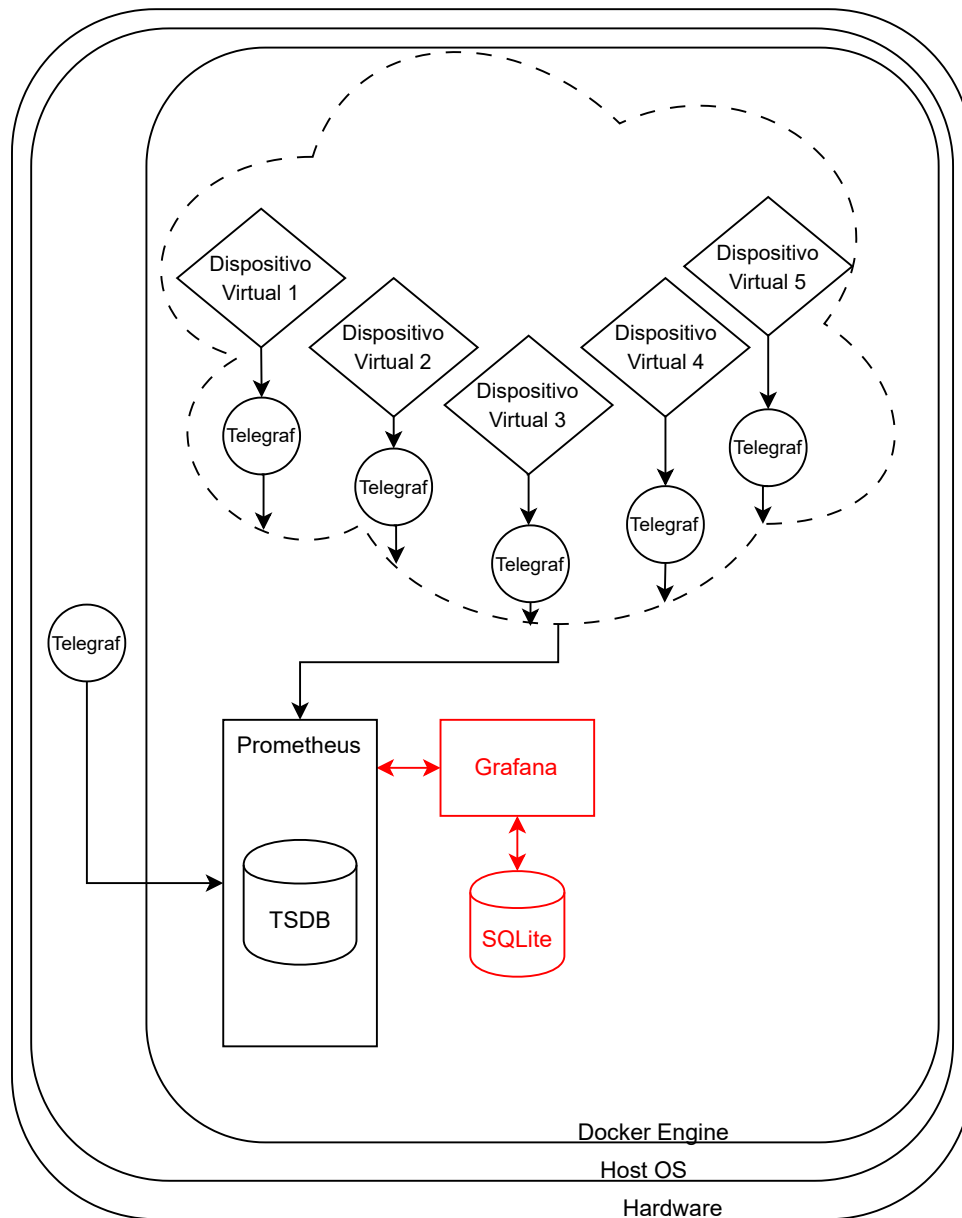 Dispositivo
Virtual 1
Dispositivo
Virtual 2
Dispositivo
Virtual 3
Dispositivo
Virtual 4
Dispositivo
Virtual 5
Telegraf
Telegraf
Telegraf
Telegraf
Telegraf
Telegraf
Prometheus
TSDB
Grafana
SQLite
Docker Engine
Host OS
Hardware